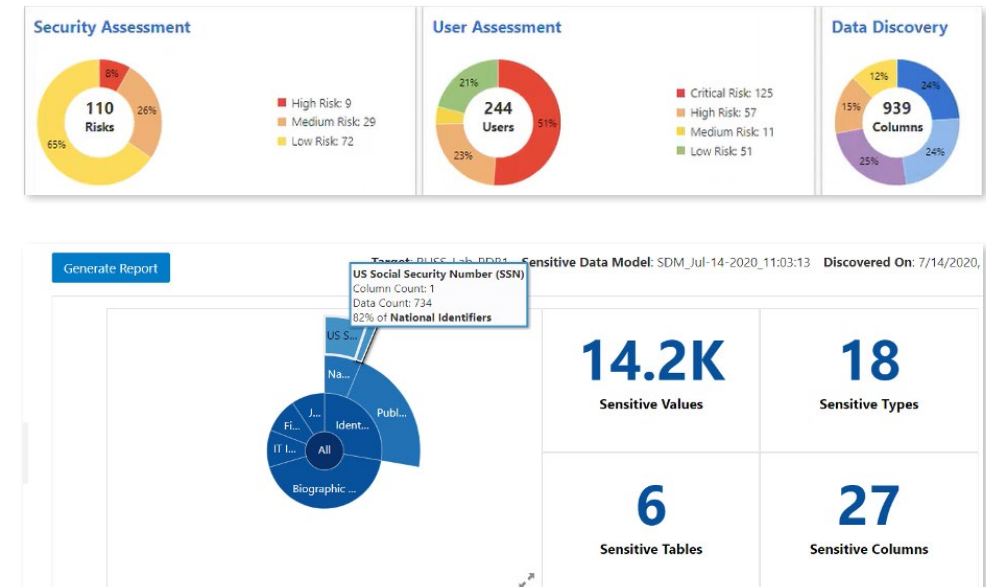 Security Assessment
8%
26%
65%
110
Risks
High Risk: 9
Medium Risk: 29
Low Risk: 72
User Assessment
21%
51%
23%
244
Users
Critical Risk: 125
High Risk: 57
Medium Risk: 11
Low Risk: 51
Data Discovery
12%
24%
15%
939
Columns
25%
24%
Generate Report
Sensitive Data Model: SDM_Jul-14-2020_11:03:13 Discovered On: 7/14/2020,
US Social Security Number (SSN)
Column Count: 1
Data Count: 734
82% of National Identifiers
US S...
Na...
Publ...
J...
Ident...
Fi...
IT I...
All
Biographic ...
14.2K
Sensitive Values
18
Sensitive Types
6
Sensitive Tables
27
Sensitive Columns